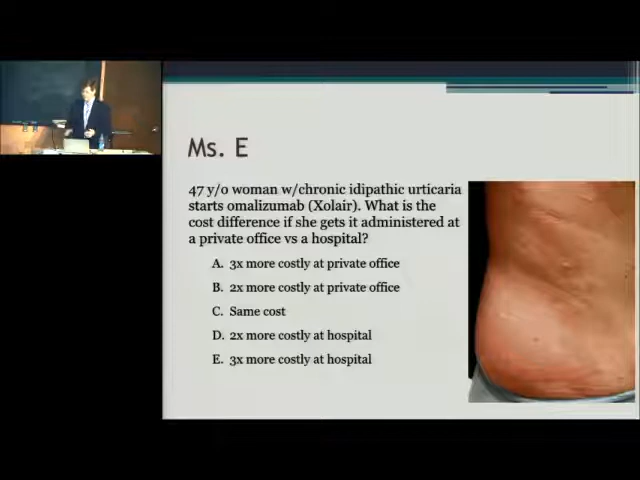 Ms. E
47 y/o woman w/chronic idipathic urticaria
starts omalizumab (Xolair). What is the
cost difference if she gets it administered at
a private office vs a hospital?
A. 3x more costly at private office
B. 2x more costly at private office
C. Same cost
D. 2x more costly at hospital
E. 3x more costly at hospital